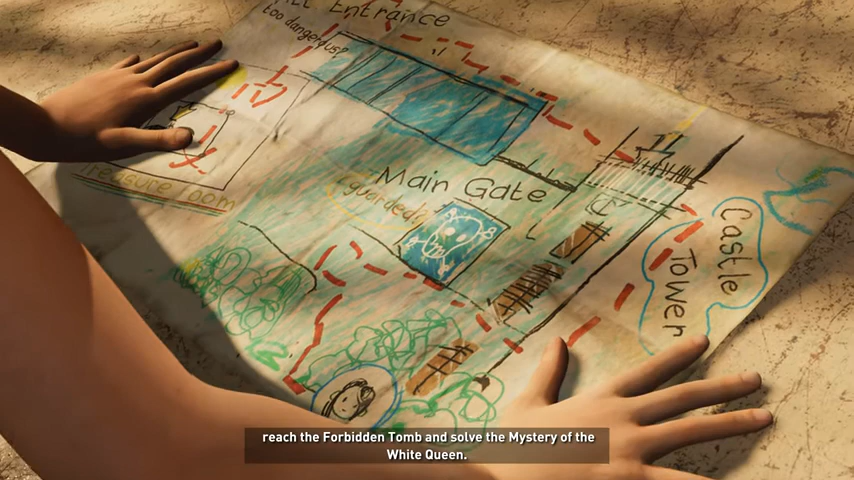 Entrance
too dangerous?
Main Gate
(guarded)
Treasure room
Castle
Tower
reach the Forbidden Tomb and solve the Mystery of the
White Queen.